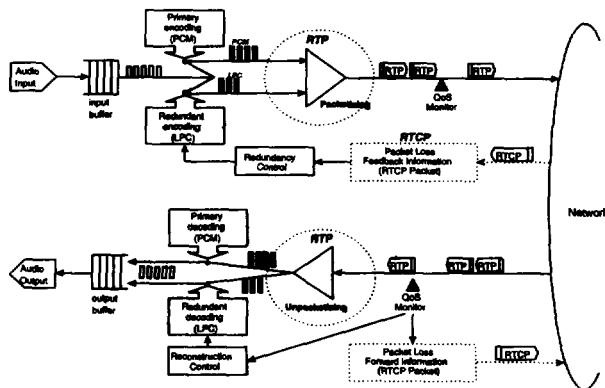 Primary
encoding
(PCM)
PCM
RTP
Audio
Input
input
buffer
LPC
Packetizing
RTP
RTP
RTP
QoS
Monitor
Redundant
encoding
(LPC)
RTCP
Redundancy
Control
Packet Loss
Feedback Information
(RTCP Packet)
RTCP
Network
Primary
decoding
(PCM)
RTP
Audio
Output
output
buffer
Unpacketizing
RTP
RTP
RTP
QoS
Monitor
Redundant
decoding
(LPC)
Reconstruction
Control
Packet Loss
Forward Information
(RTCP Packet)
RTCP